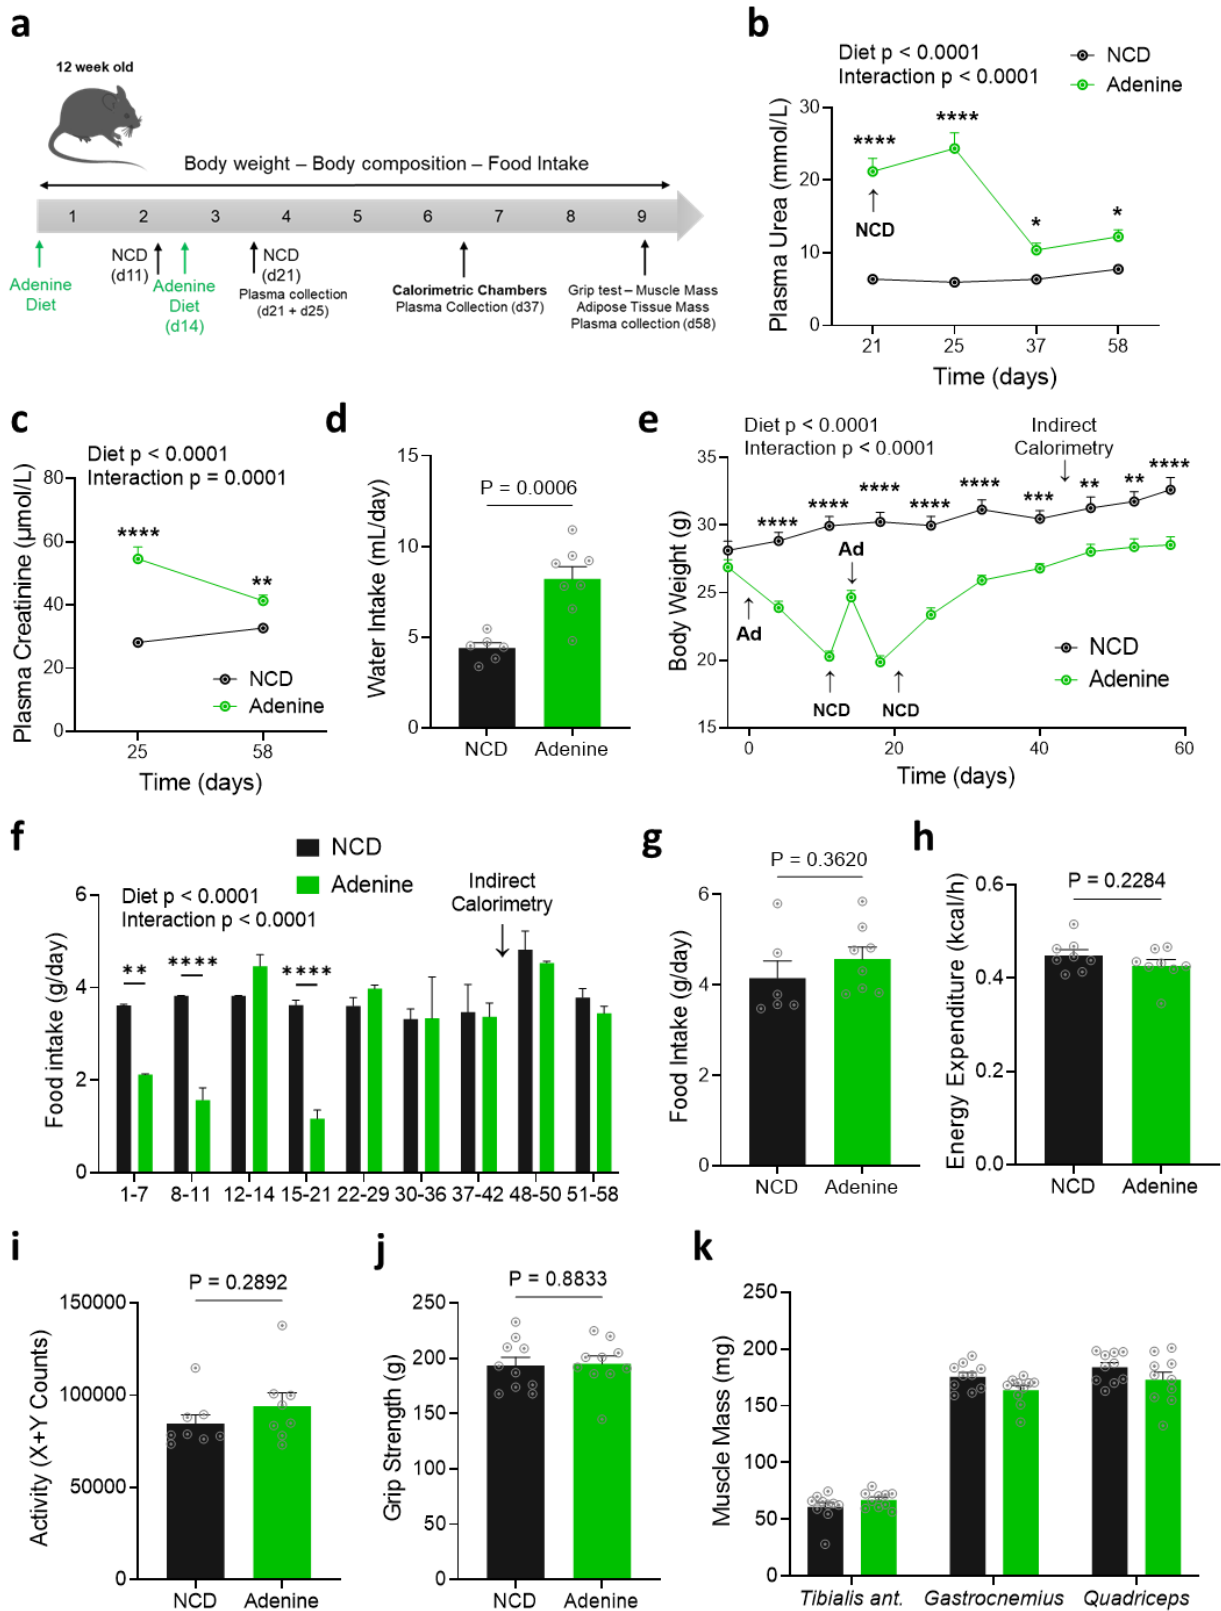 a
12 week old
Body weight – Body composition – Food Intake
1 2 3 4 5 6 7 8 9
Adenine
Diet
NCD
(d11)
Adenine
Diet
(d14)
NCD
(d21)
Plasma collection
(d21 + d25)
Calorimetric Chambers
Plasma Collection (d37)
Grip test – Muscle Mass
Adipose Tissue Mass
Plasma collection (d58)
b
Diet p < 0.0001
Interaction p < 0.0001
NCD
Adenine
Plasma Urea (mmol/L)
30
20
10
0
****
****
*
*
NCD
21 25 37 58
Time (days)
c
Diet p < 0.0001
Interaction p = 0.0001
Plasma Creatinine (µmol/L)
80
60
40
20
0
****
**
NCD
Adenine
25 58
Time (days)
d
Water Intake (mL/day)
15
10
5
0
P = 0.0006
NCD Adenine
e
Diet p < 0.0001
Interaction p < 0.0001
Indirect
Calorimetry
Body Weight (g)
35
30
25
20
15
**** **** **** **** **** *** ** ** ****
Ad
Ad
NCD
NCD
NCD
Adenine
0 20 40 60
Time (days)
f
NCD
Adenine
Diet p < 0.0001
Interaction p < 0.0001
Indirect
Calorimetry
Food intake (g/day)
6
4
2
0
** **** ****
1-7 8-11 12-14 15-21 22-29 30-36 37-42 48-50 51-58
g
P = 0.3620
Food Intake (g/day)
6
4
2
0
NCD Adenine
h
P = 0.2284
Energy Expenditure (kcal/h)
0.6
0.4
0.2
0.0
NCD Adenine
i
P = 0.2892
Activity (X+Y Counts)
150000
100000
50000
0
NCD Adenine
j
P = 0.8833
Grip Strength (g)
250
200
150
100
50
0
NCD Adenine
k
Muscle Mass (mg)
250
200
150
100
50
0
Tibialis ant. Gastrocnemius Quadriceps